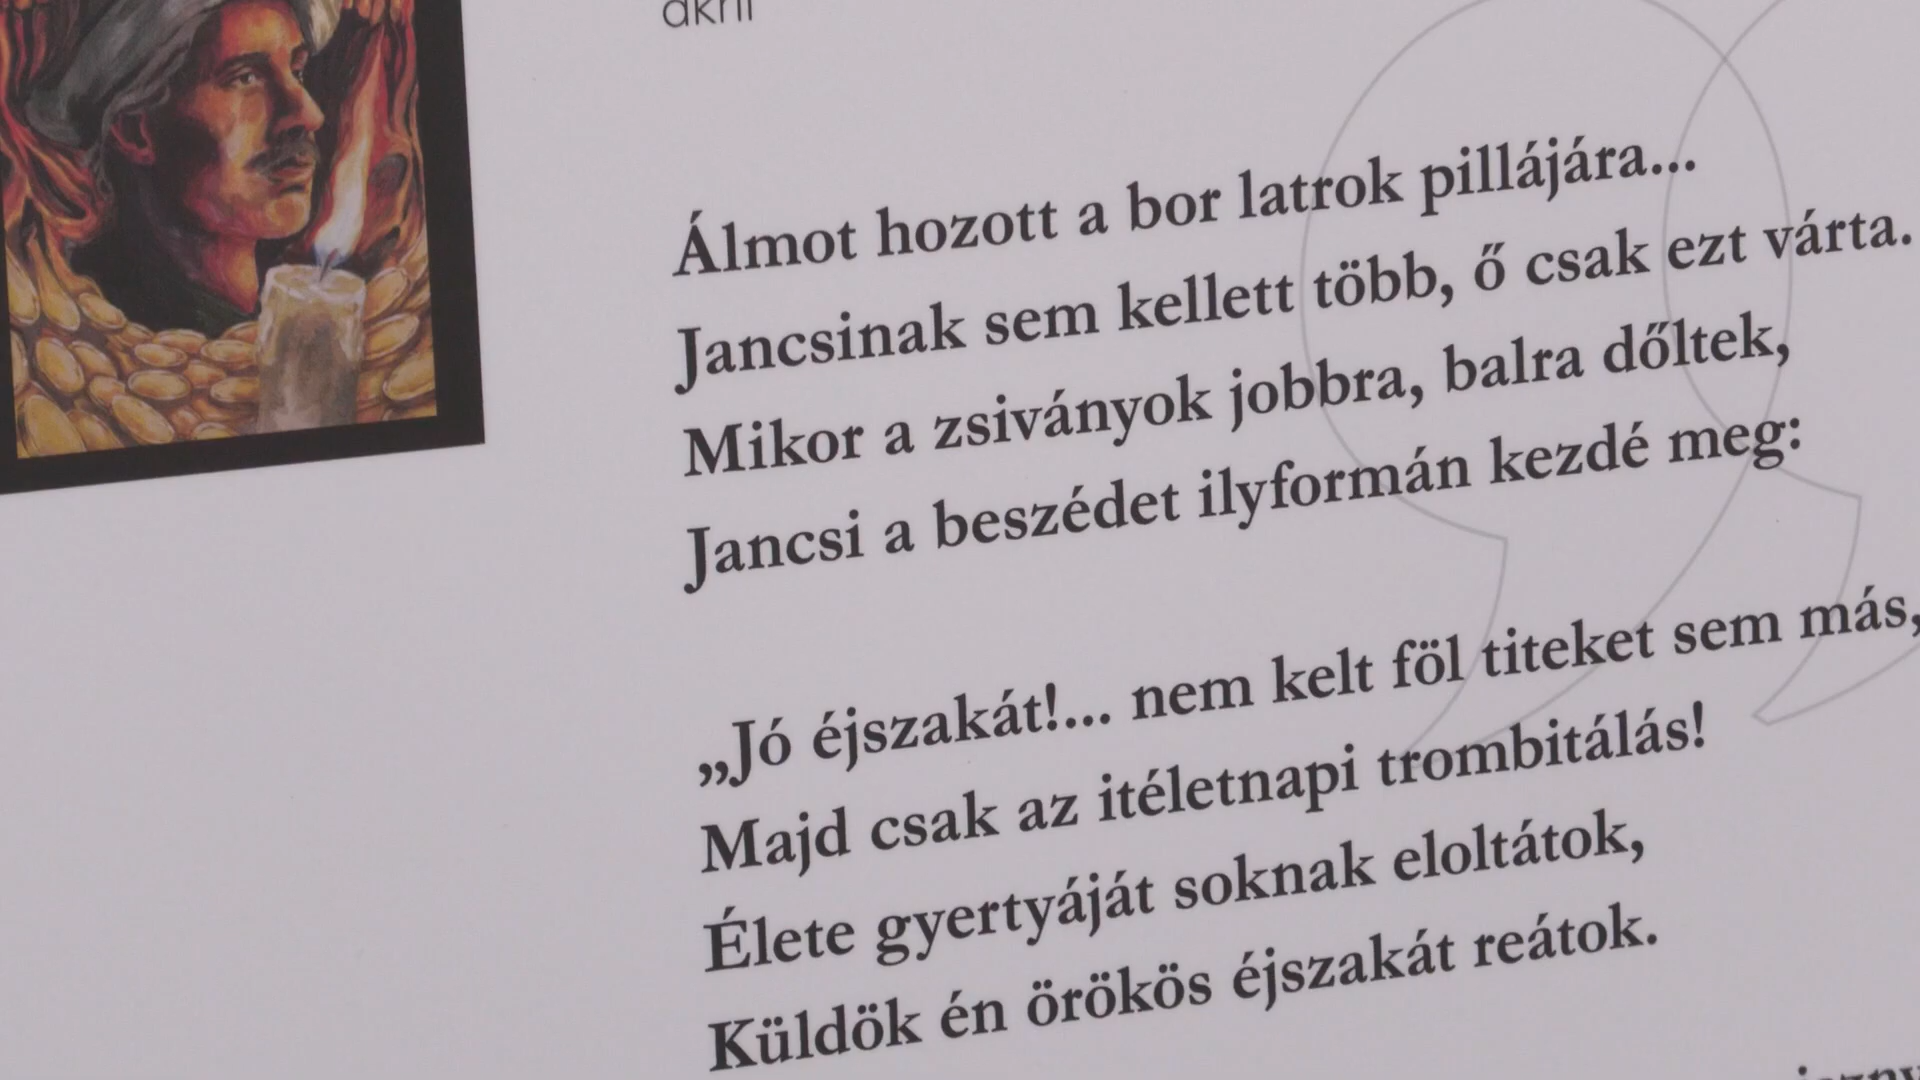 akril
Álmot hozott a bor latrok pillájára...
Jancsinak sem kellett több, ő csak ezt várta.
Mikor a zsiványok jobbra, balra dőltek,
Jancsi a beszédet ilyformán kezdé meg:
„Jó éjszakát!... nem kelt föl titeket sem más,
Majd csak az itéletnapi trombitálás!
Élete gyertyáját soknak eloltátok,
Küldök én örökös éjszakát reátok.